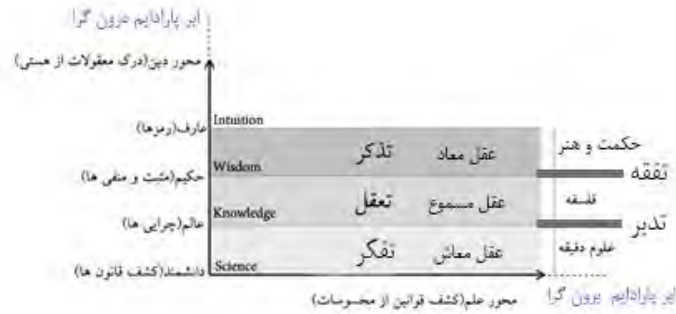 ابر پارادایم درون گرا
محور دین(درک معقولات از هستی)
عارف(رمزها)
Intuition
حکیم(مثبت و منفی ها)
Wisdom
عالم(چرایی ها)
Knowledge
دانشمند(کشف قانون ها)
Science
تذکر
عقل معاد
حکمت و هنر
تفقه
تعقل
عقل مسموع
فلسفه
تدبر
تفکر
عقل معاش
علوم دقیقه
محور علم(کشف قوانین از محسوسات)
ابر پارادایم برون گرا